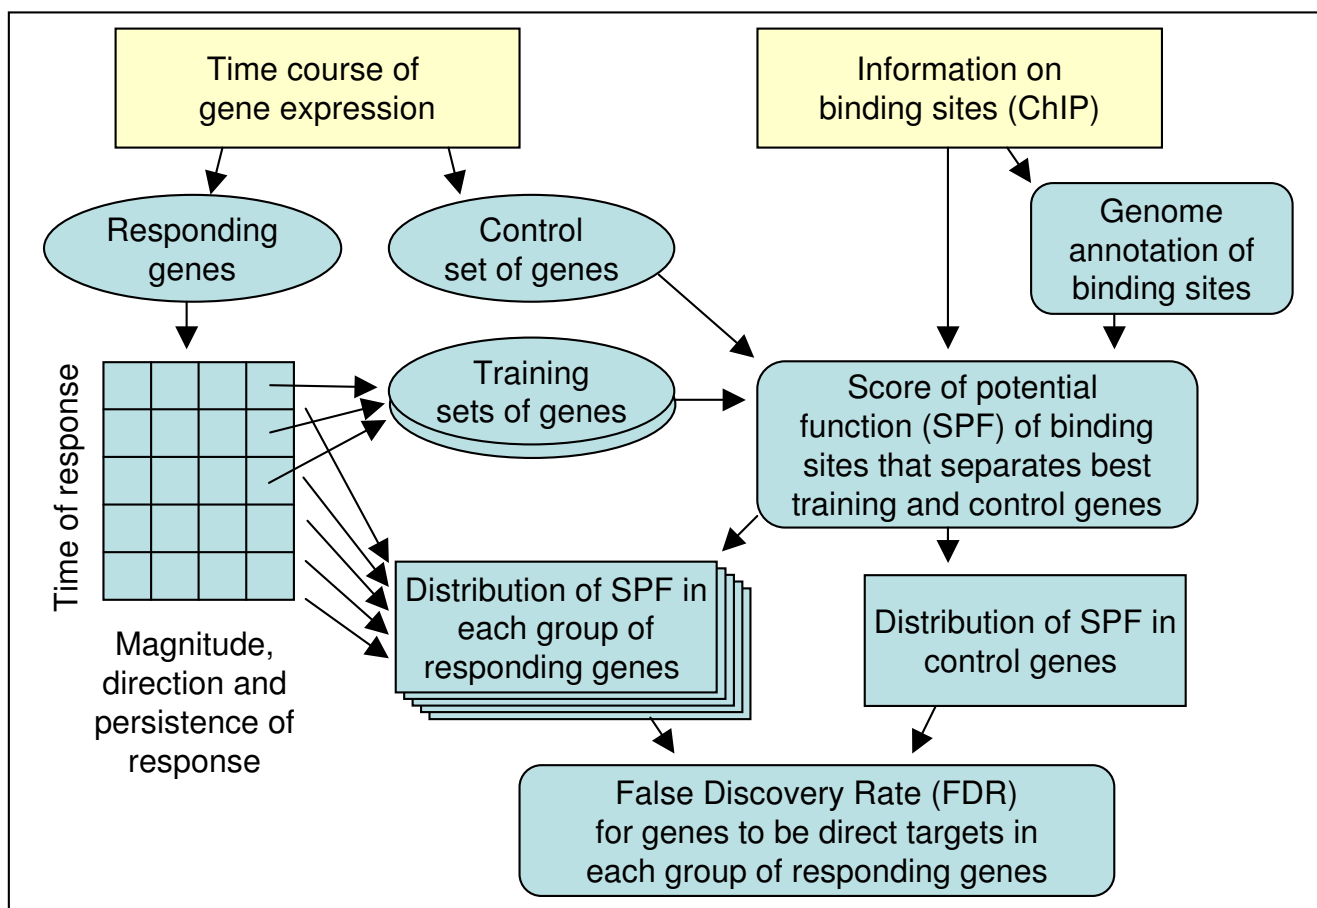 Time course of
gene expression
Information on
binding sites (ChIP)
Responding
genes
Control
set of genes
Genome
annotation of
binding sites
Time of response
Training
sets of genes
Score of potential
function (SPF) of binding
sites that separates best
training and control genes
Magnitude,
direction and
persistence of
response
Distribution of SPF in
each group of
responding genes
Distribution of SPF in
control genes
False Discovery Rate (FDR)
for genes to be direct targets in
each group of responding genes